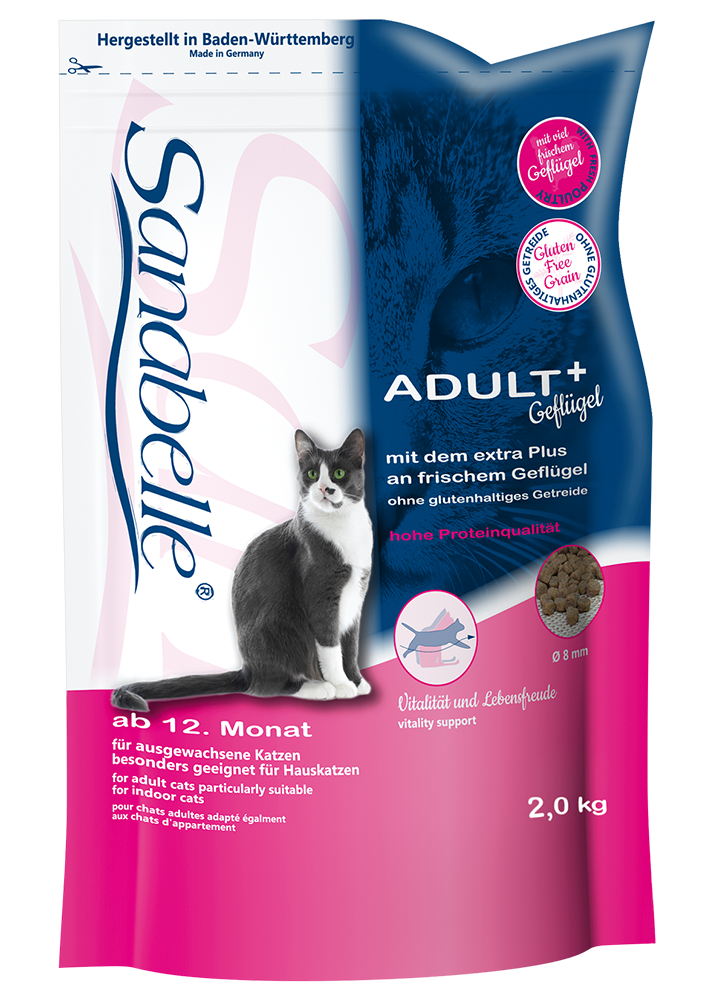 Hergestellt in Baden-Württemberg
Made in Germany
Sanabelle®
mit viel
frischem
Geflügel
WITH FRESH POULTRY
Gluten
Free
Grain
OHNE GLUTENHALTIGES GETREIDE
ADULT+
Geflügel
mit dem extra Plus
an frischem Geflügel
ohne glutenhaltiges Getreide
hohe Proteinqualität
Ø 8 mm
Vitalität und Lebensfreude
vitality support
ab 12. Monat
für ausgewachsene Katzen
besonders geeignet für Hauskatzen
for adult cats particularly suitable
for indoor cats
pour chats adultes adapté égalment
aux chats d'appartement
2,0 kg